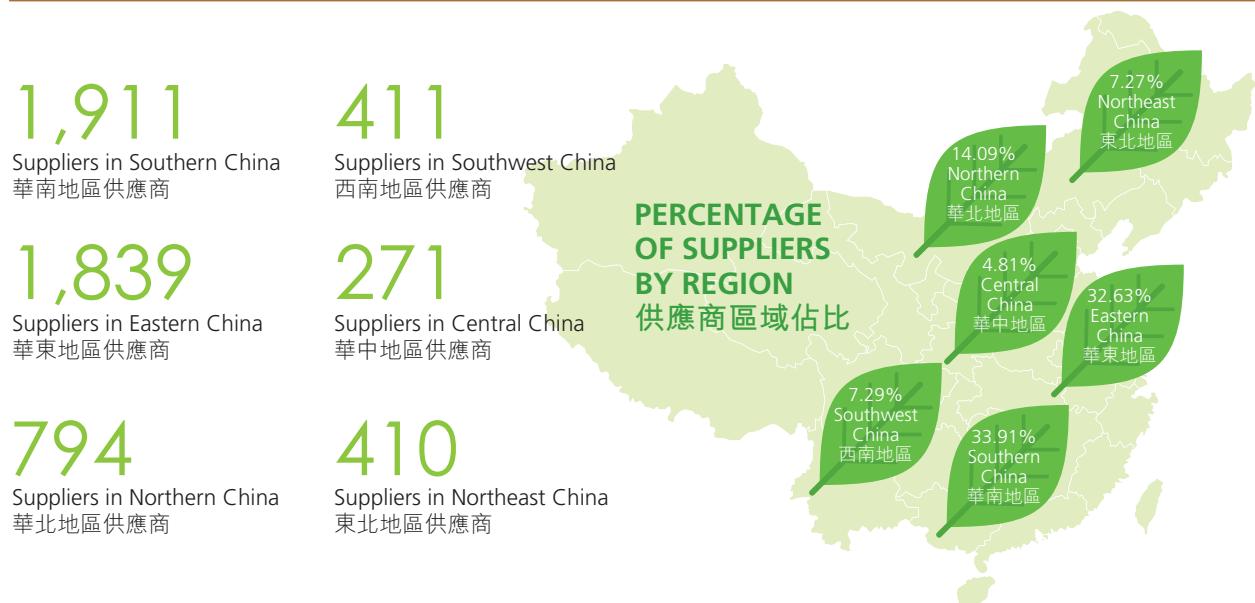 1,911
Suppliers in Southern China
華南地區供應商
411
Suppliers in Southwest China
西南地區供應商
1,839
Suppliers in Eastern China
華東地區供應商
271
Suppliers in Central China
華中地區供應商
794
Suppliers in Northern China
華北地區供應商
410
Suppliers in Northeast China
東北地區供應商
PERCENTAGE
OF SUPPLIERS
BY REGION
供應商區域佔比
7.27%
Northeast
China
東北地區
14.09%
Northern
China
華北地區
4.81%
Central
China
華中地區
32.63%
Eastern
China
華東地區
7.29%
Southwest
China
西南地區
33.91%
Southern
China
華南地區